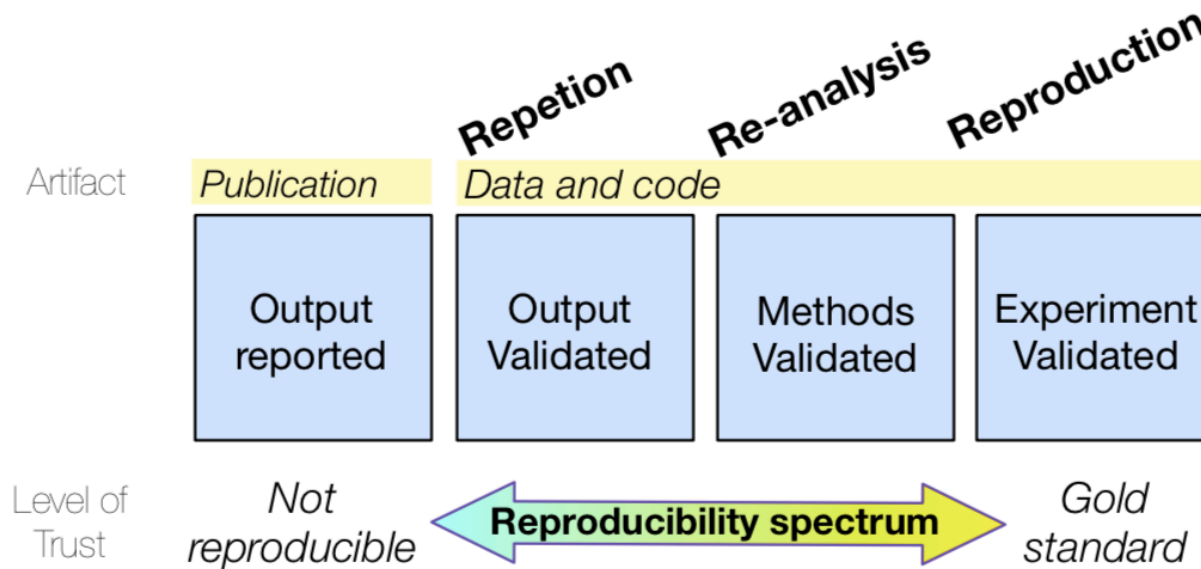 Repetion
Re-analysis
Reproduction
Artifact
Publication
Data and code
Output
reported
Output
Validated
Methods
Validated
Experiment
Validated
Level of
Trust
Not
reproducible
Reproducibility spectrum
Gold
standard